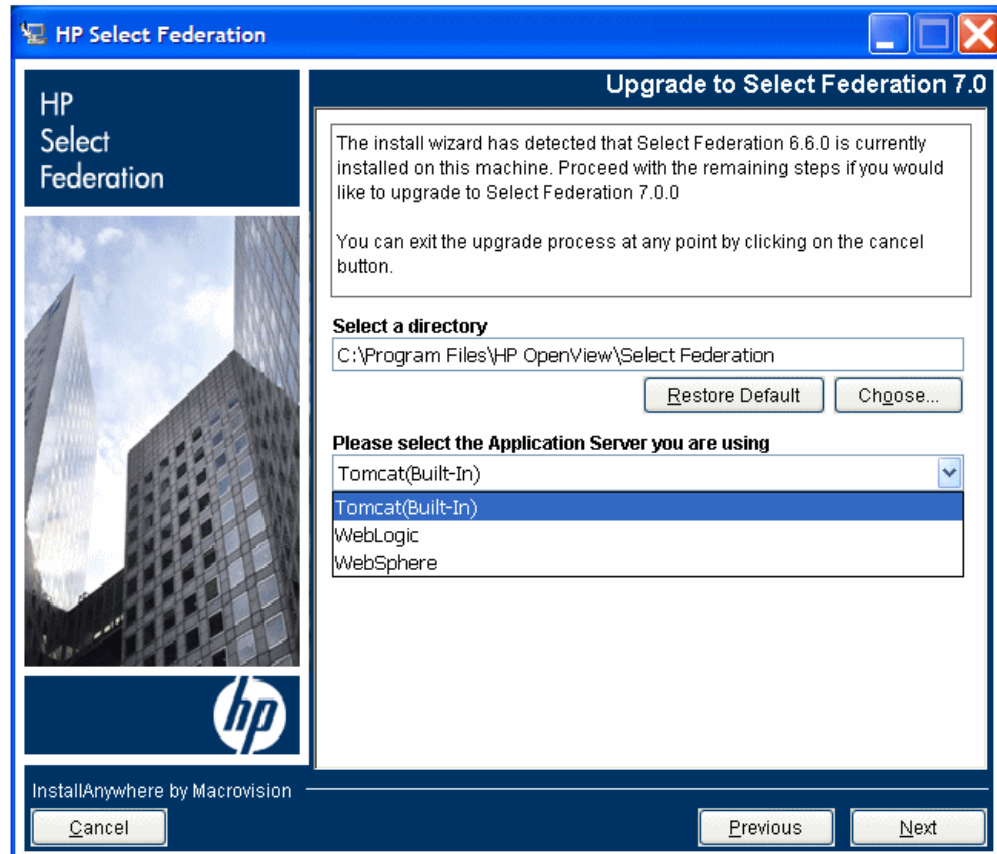 HP Select Federation
HP
Select
Federation
Upgrade to Select Federation 7.0
The install wizard has detected that Select Federation 6.6.0 is currently
installed on this machine. Proceed with the remaining steps if you would
like to upgrade to Select Federation 7.0.0
You can exit the upgrade process at any point by clicking on the cancel
button.
Select a directory
C:\Program Files\HP OpenView\Select Federation
Restore Default
Choose...
Please select the Application Server you are using
Tomcat(Built-In)
Tomcat(Built-In)
WebLogic
WebSphere
hp
InstallAnywhere by Macrovision
Cancel
Previous
Next